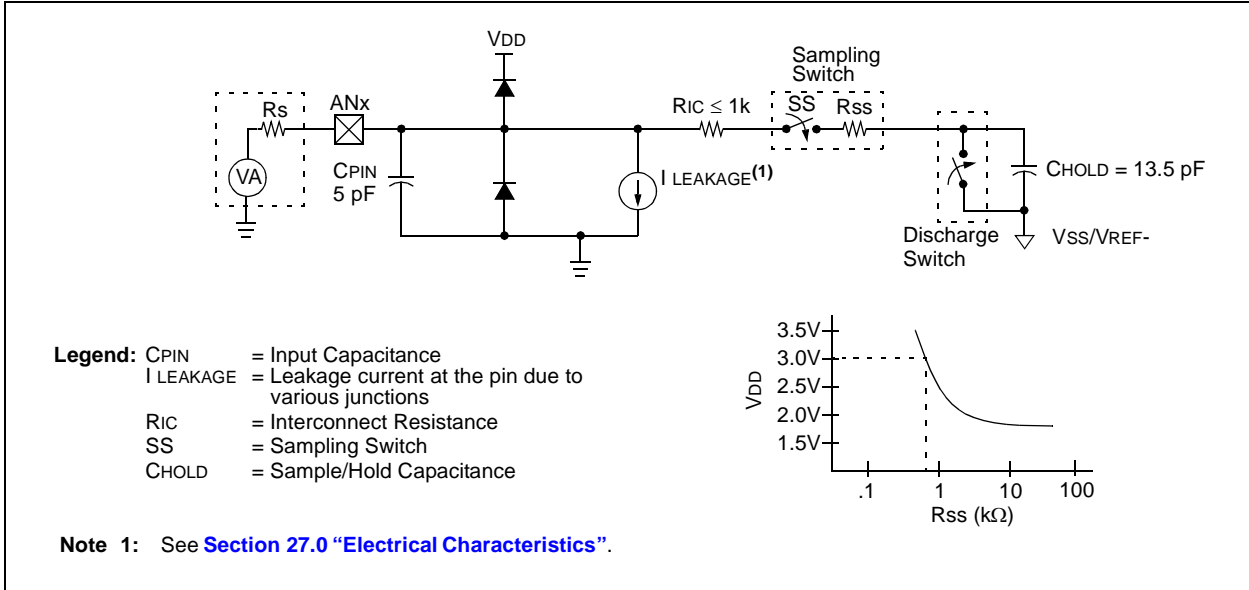 VDD
Sampling
Switch
Rs
ANx
RIC ≤ 1k
SS
Rss
VA
CPIN
5 pF
I LEAKAGE(1)
CHOLD = 13.5 pF
Discharge
Switch
VSS/VREF-
Legend: CPIN = Input Capacitance
I LEAKAGE = Leakage current at the pin due to
various junctions
RIC = Interconnect Resistance
SS = Sampling Switch
CHOLD = Sample/Hold Capacitance
VDD
3.5V
3.0V
2.5V
2.0V
1.5V
.1 1 10 100
Rss (kΩ)
Note 1: See Section 27.0 “Electrical Characteristics”.